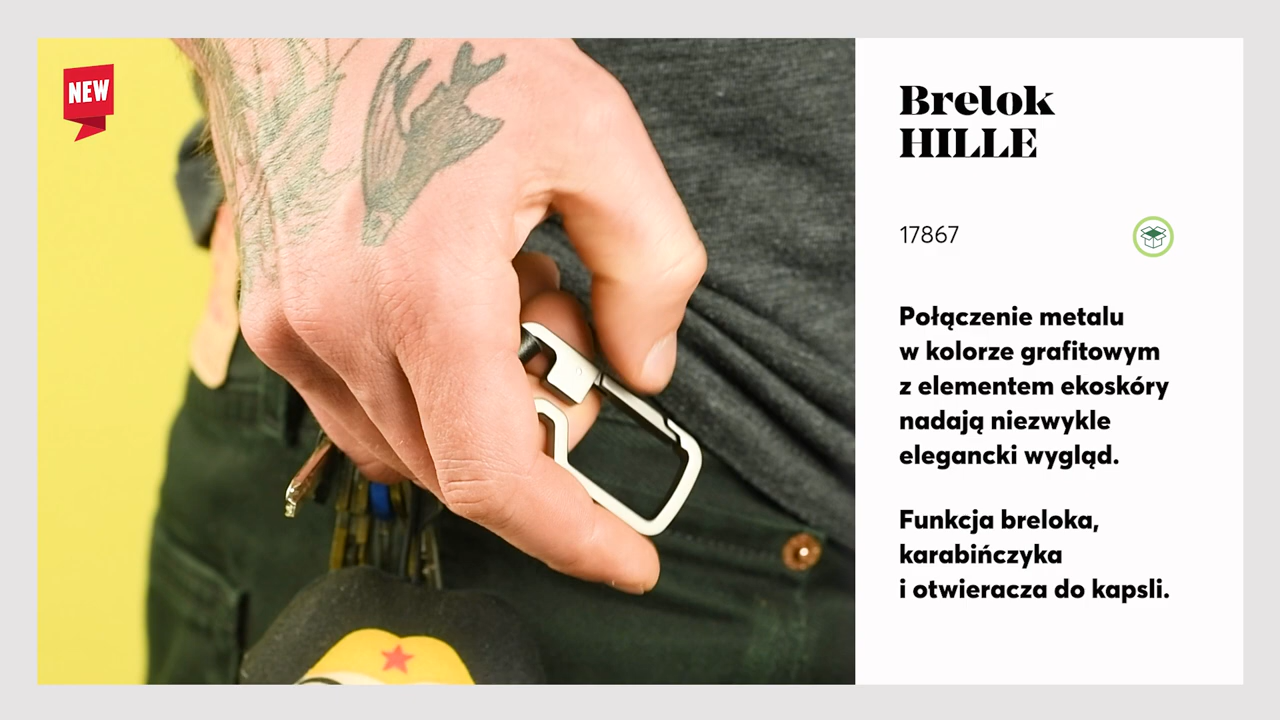 NEW
Brelok
HILLE
17867
Połączenie metalu
w kolorze grafitowym
z elementem ekoskóry
nadają niezwykle
elegancki wygląd.
Funkcja breloka,
karabińczyka
i otwieracza do kapsli.